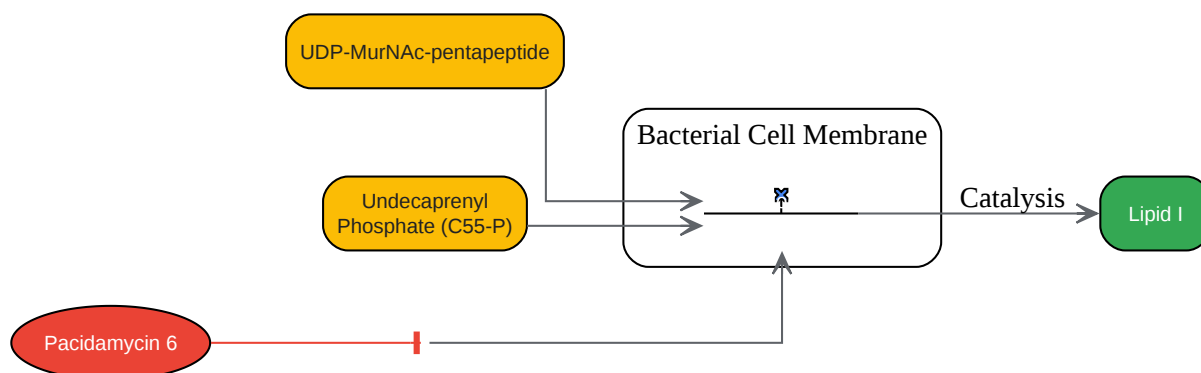 UDP-MurNAc-pentapeptide
Bacterial Cell Membrane
Undecaprenyl
Phosphate (C55-P)
Catalysis
Lipid I
Pacidamycin 6